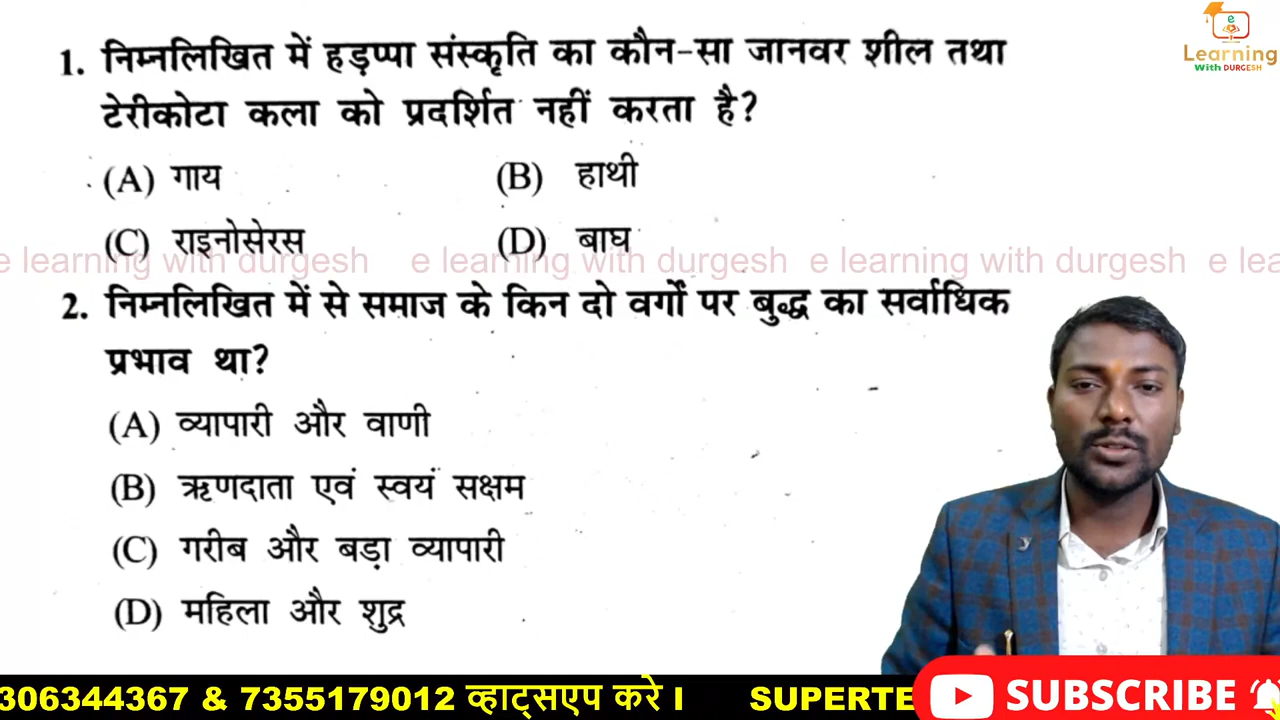 e
Learning
With DURGESH
1. निम्नलिखित में हड़प्पा संस्कृति का कौन-सा जानवर शील तथा
टेरीकोटा कला को प्रदर्शित नहीं करता है?
(A) गाय (B) हाथी
(C) राइनोसेरस (D) बाघ
e learning with durgesh e learning with durgesh e learning with durgesh e lea
2. निम्नलिखित में से समाज के किन दो वर्गों पर बुद्ध का सर्वाधिक
प्रभाव था?
(A) व्यापारी और वाणी
(B) ऋणदाता एवं स्वयं सक्षम
(C) गरीब और बड़ा व्यापारी
(D) महिला और शुद्र
306344367 & 7355179012 व्हाट्सएप करे I SUPERTE
SUBSCRIBE